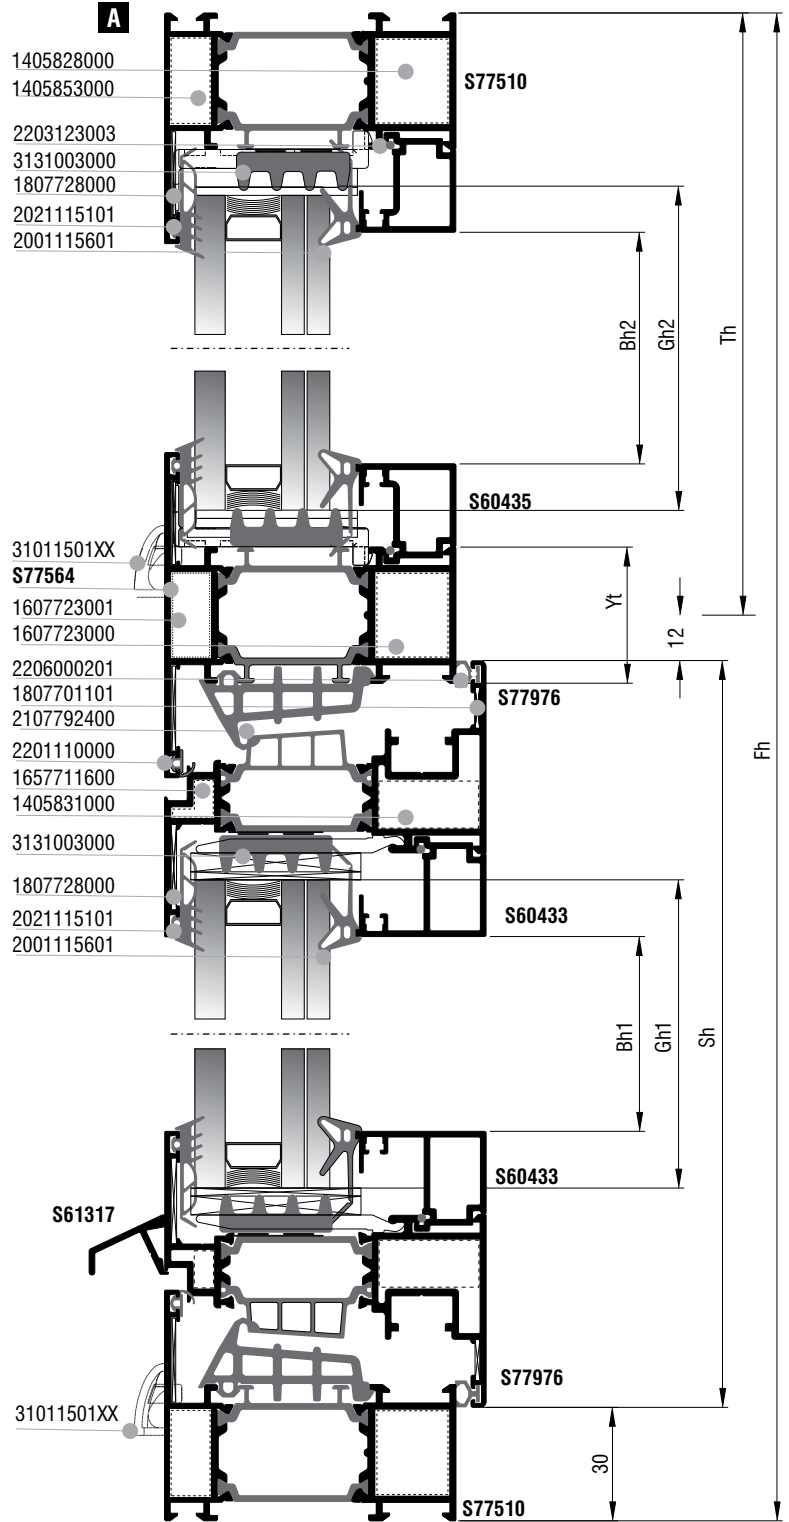 A
1405828000
1405853000
S77510
2203123003
3131003000
1807728000
2021115101
2001115601
Bh2
Gh2
Th
S60435
31011501XX
S77564
1607723001
1607723000
Yt
12
2206000201
1807701101
S77976
2107792400
2201110000
1657711600
1405831000
Fh
3131003000
1807728000
2021115101
2001115601
S60433
Bh1
Gh1
Sh
S60433
S61317
S77976
31011501XX
30
S77510